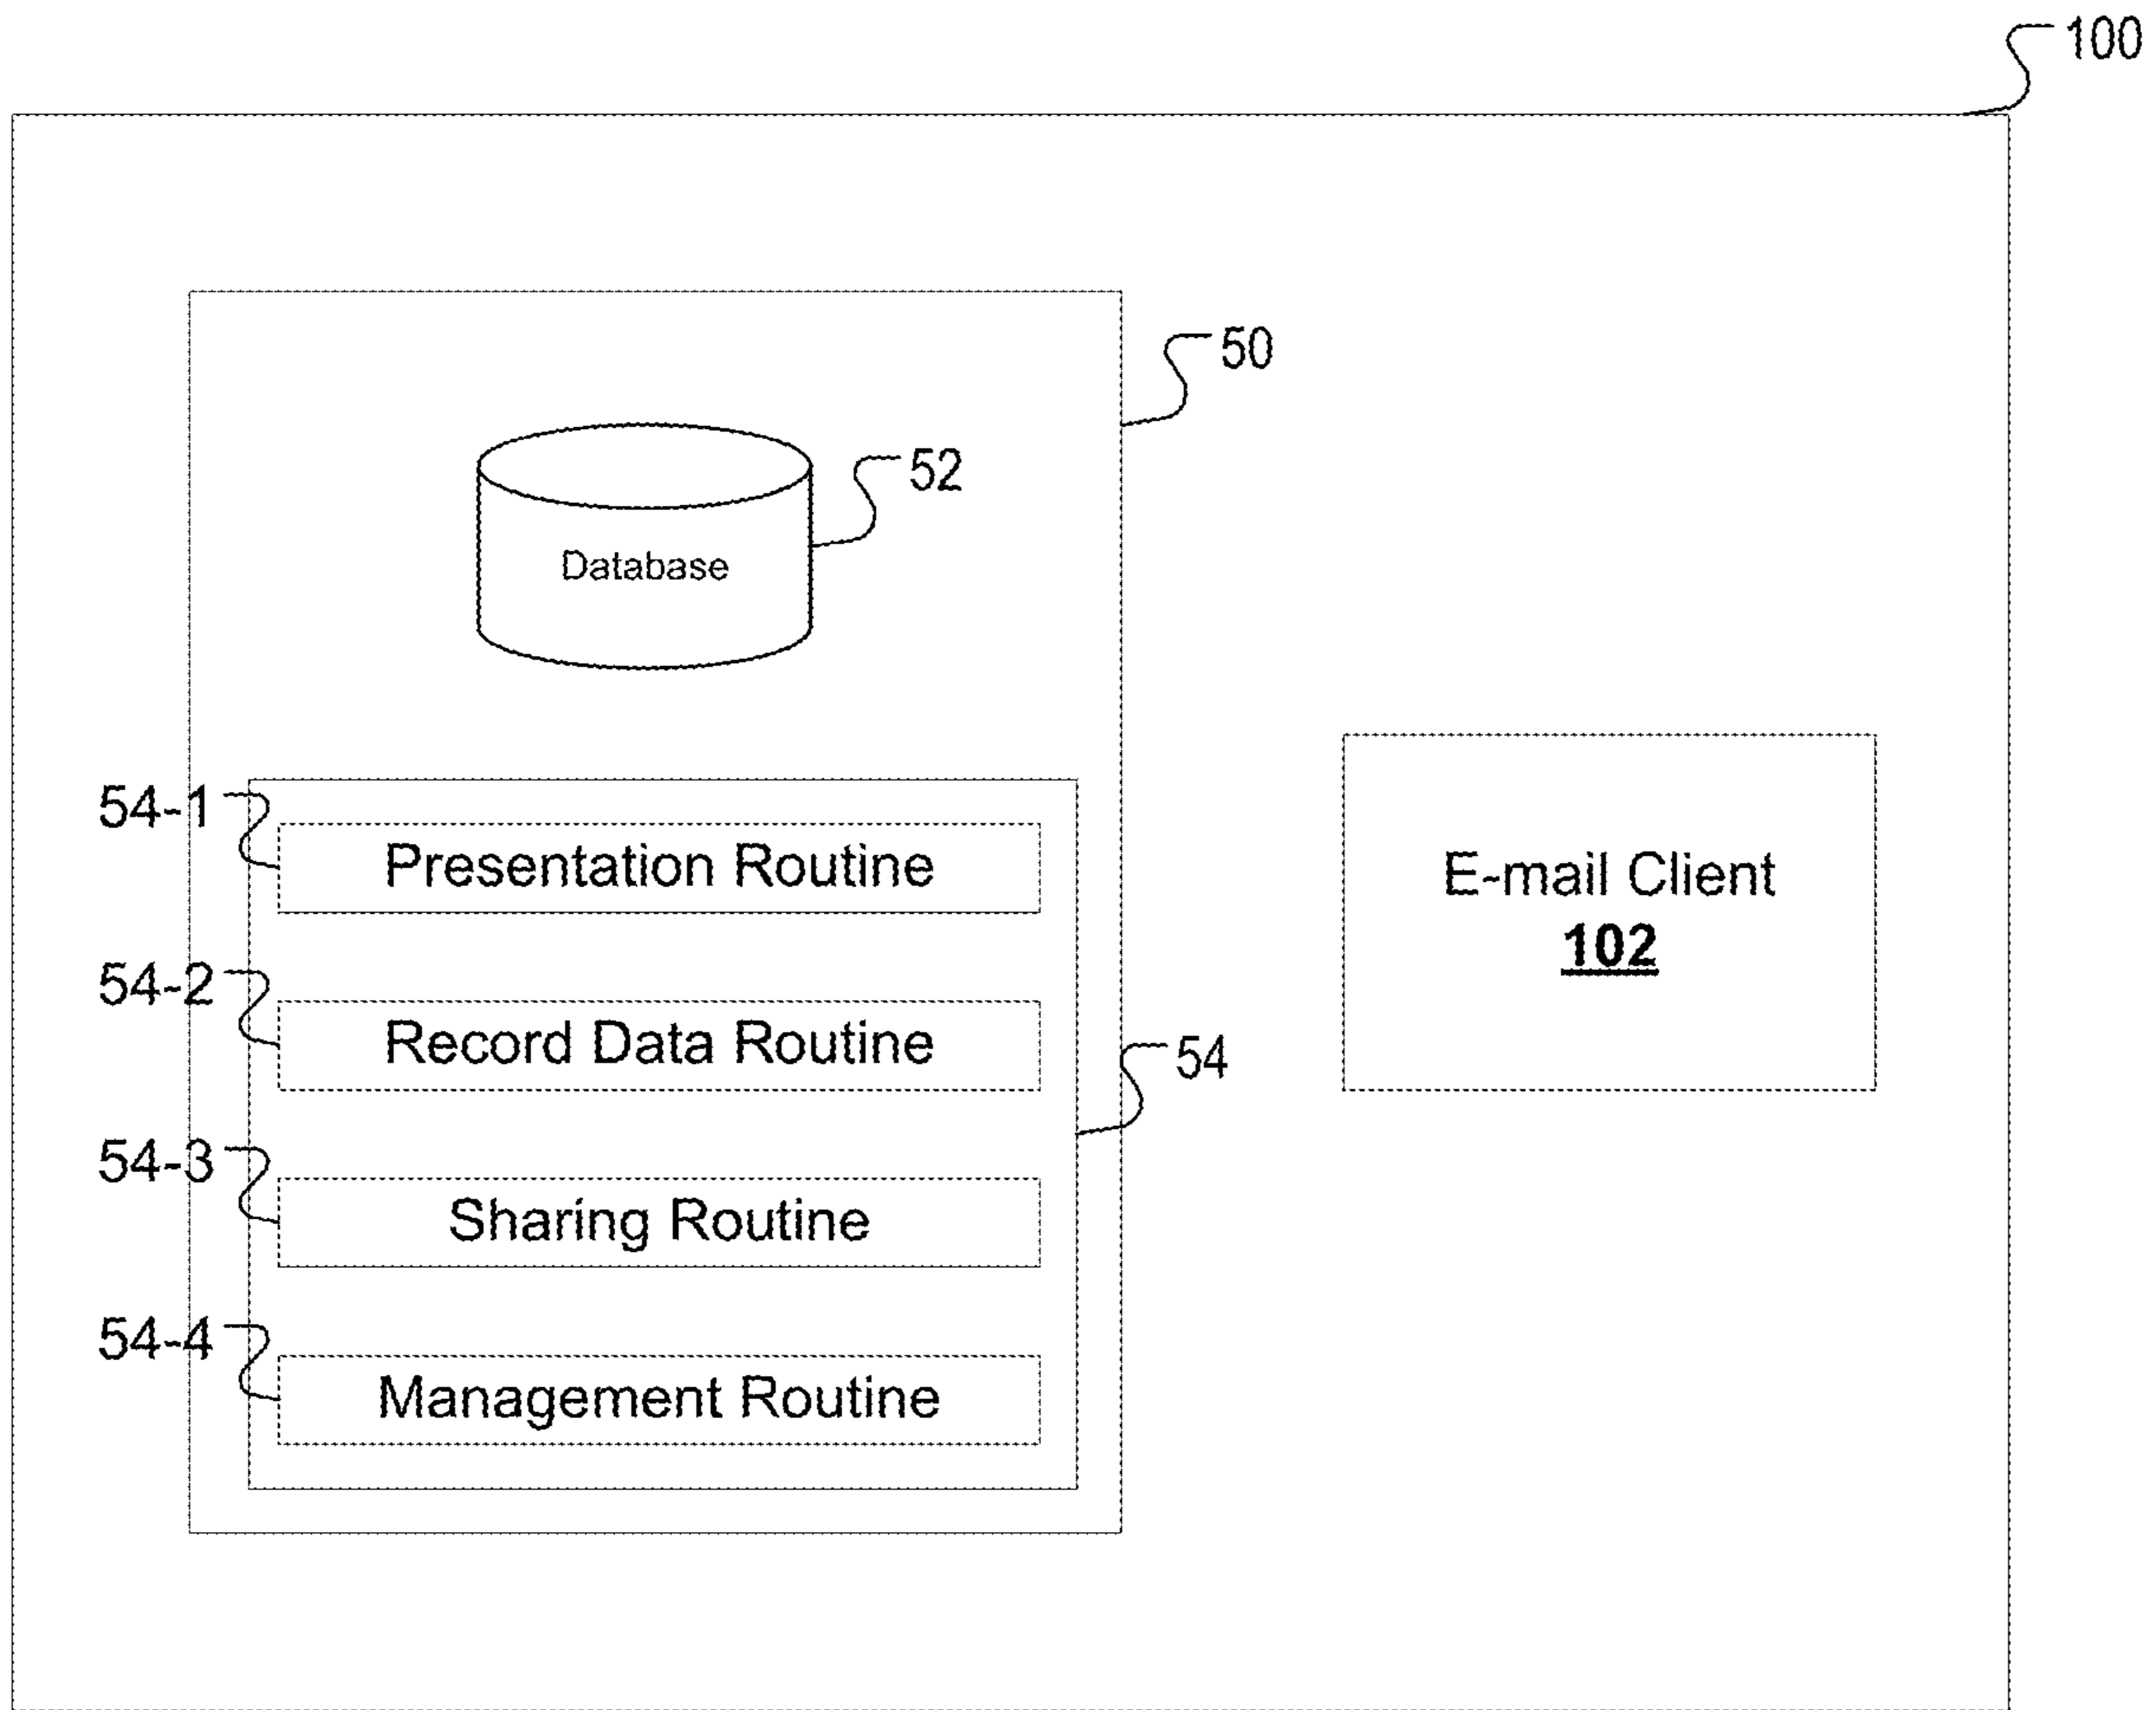 100
50
52
Database
54-1
Presentation Routine
E-mail Client
102
54-2
Record Data Routine
54
54-3
Sharing Routine
54-4
Management Routine